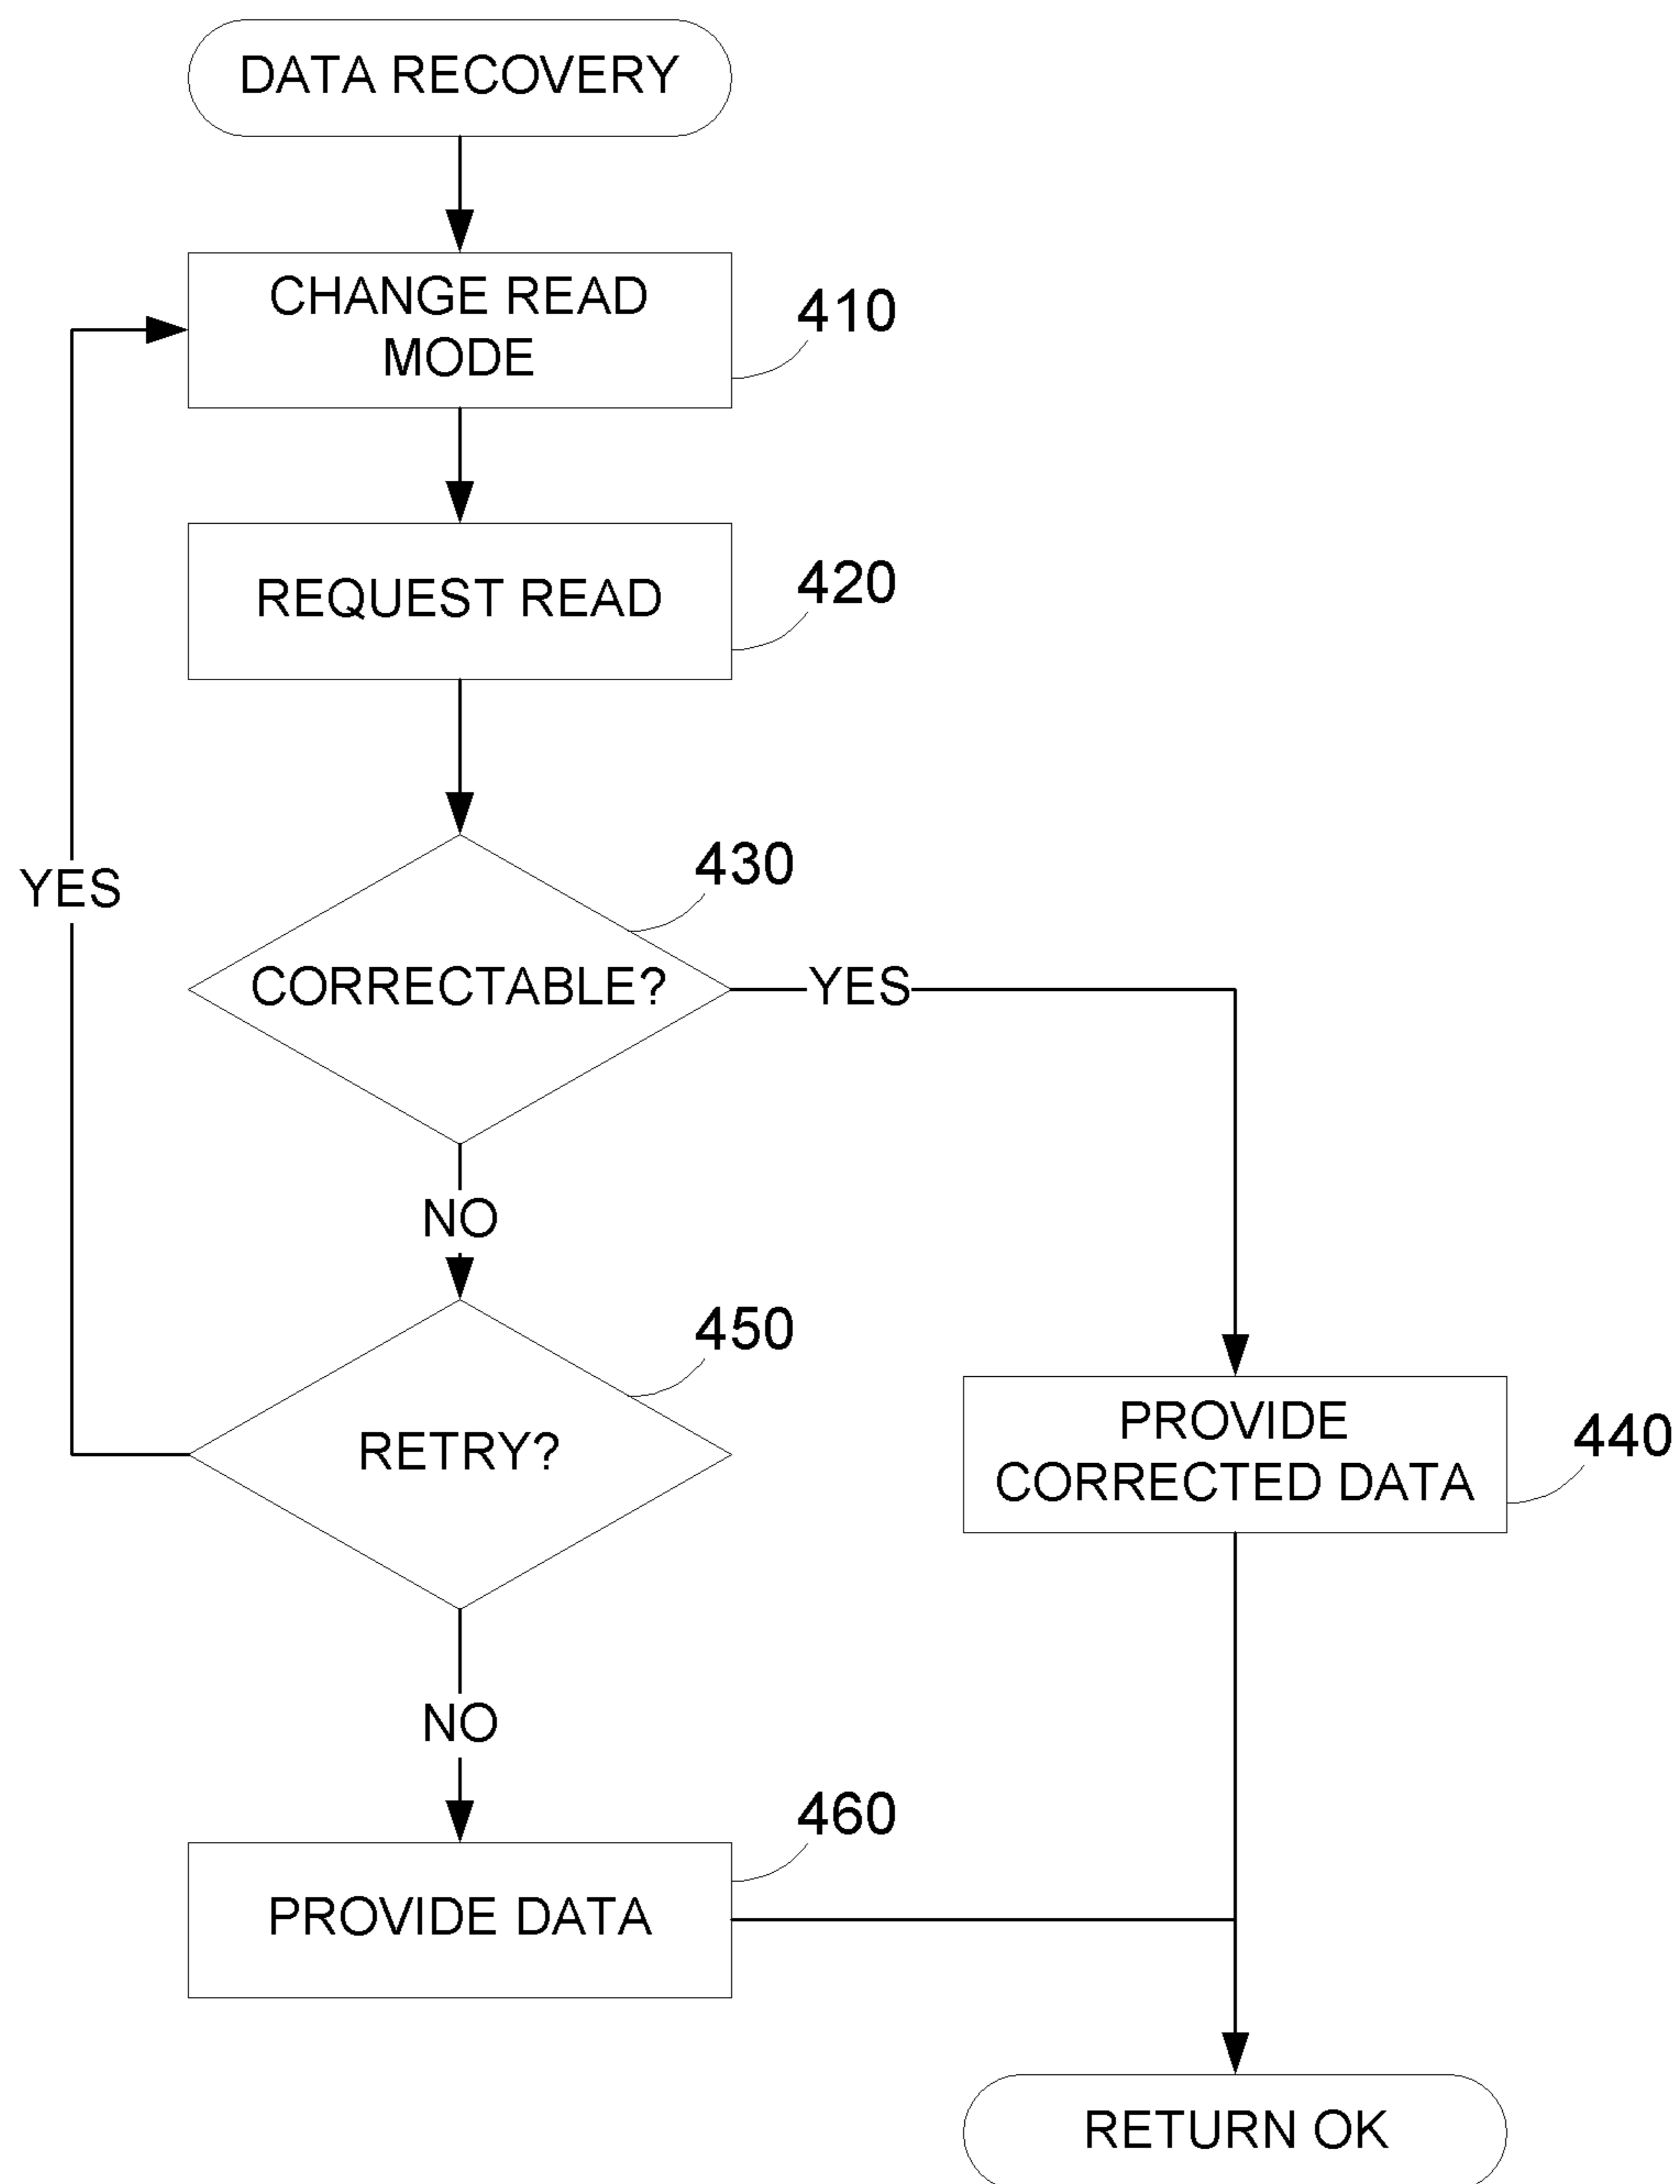 DATA RECOVERY
CHANGE READ
MODE
410
REQUEST READ
420
430
YES
CORRECTABLE?
YES
NO
450
RETRY?
PROVIDE
CORRECTED DATA
440
NO
460
PROVIDE DATA
RETURN OK